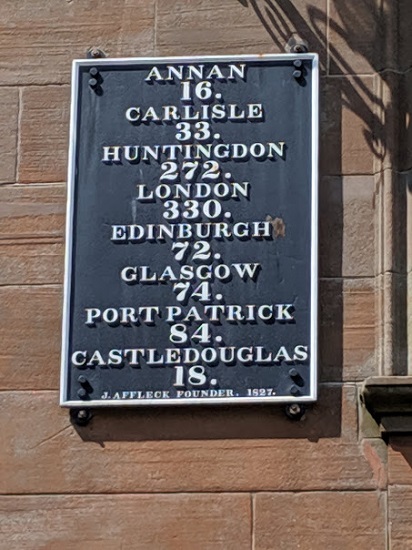 ANNAN
16.
CARLISLE
33.
HUNTINGDON
272.
LONDON
330.
EDINBURGH
72.
GLASGOW
74.
PORT PATRICK
84.
CASTLEDOUGLAS
18.
J. AFFLECK FOUNDER. 1827.